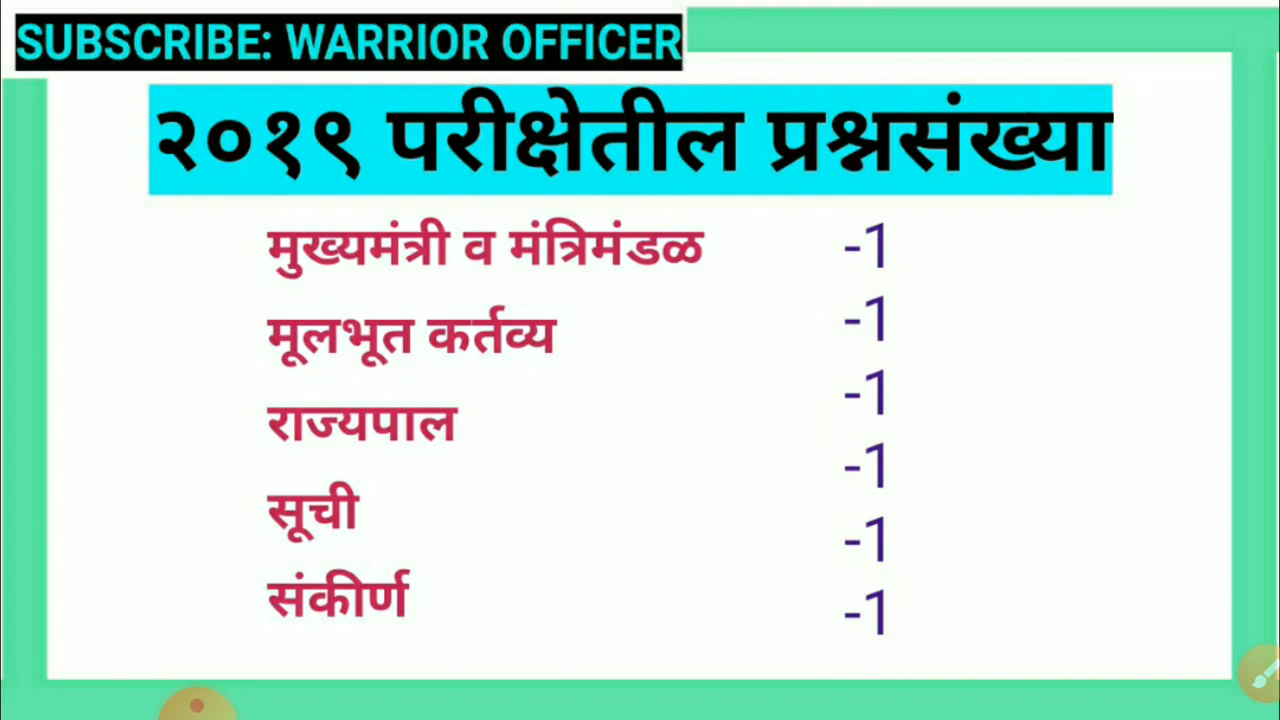 SUBSCRIBE: WARRIOR OFFICER
२०१९ परीक्षेतील प्रश्नसंख्या
मुख्यमंत्री व मंत्रिमंडळ -1
मूलभूत कर्तव्य -1
राज्यपाल -1
सूची -1
संकीर्ण -1
-1